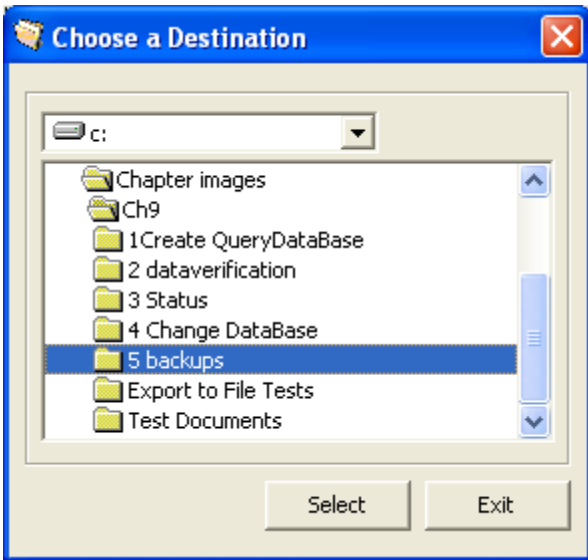 Choose a Destination
c:
Chapter images
Ch9
1Create QueryDataBase
2 dataverification
3 Status
4 Change DataBase
5 backups
Export to File Tests
Test Documents
Select
Exit